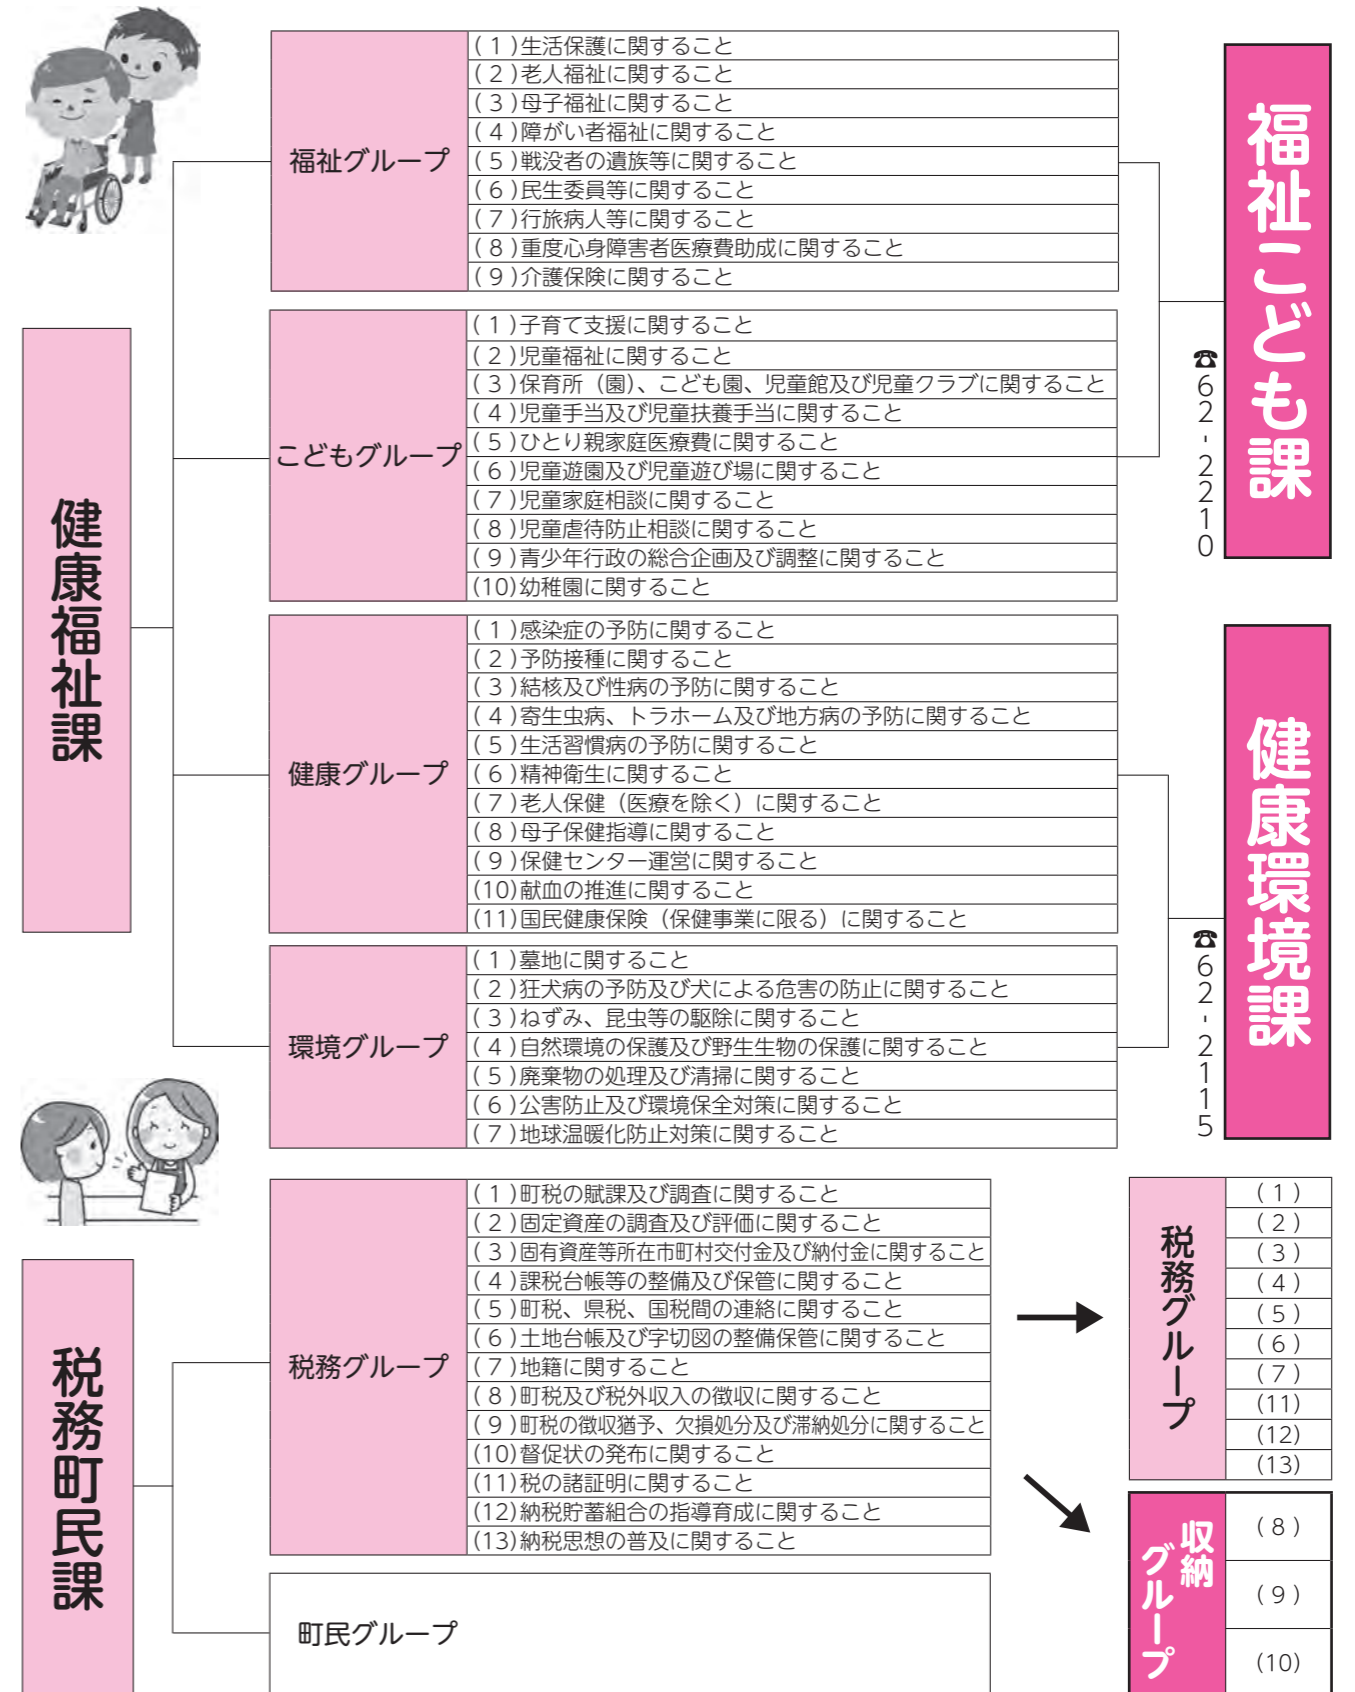 健康福祉課
福祉グループ
( 1 )生活保護に関すること
( 2 )老人福祉に関すること
( 3 )母子福祉に関すること
( 4 )障がい者福祉に関すること
( 5 )戦没者の遺族等に関すること
( 6 )民生委員等に関すること
( 7 )行旅病人等に関すること
( 8 )重度心身障害者医療費助成に関すること
( 9 )介護保険に関すること
こどもグループ
( 1 )子育て支援に関すること
( 2 )児童福祉に関すること
( 3 )保育所（園）、こども園、児童館及び児童クラブに関すること
( 4 )児童手当及び児童扶養手当に関すること
( 5 )ひとり親家庭医療費に関すること
( 6 )児童遊園及び児童遊び場に関すること
( 7 )児童家庭相談に関すること
( 8 )児童虐待防止相談に関すること
( 9 )青少年行政の総合企画及び調整に関すること
(10)幼稚園に関すること
福祉こども課
☎62-2210
健康グループ
( 1 )感染症の予防に関すること
( 2 )予防接種に関すること
( 3 )結核及び性病の予防に関すること
( 4 )寄生虫病、トラホーム及び地方病の予防に関すること
( 5 )生活習慣病の予防に関すること
( 6 )精神衛生に関すること
( 7 )老人保健（医療を除く）に関すること
( 8 )母子保健指導に関すること
( 9 )保健センター運営に関すること
(10)献血の推進に関すること
(11)国民健康保険（保健事業に限る）に関すること
環境グループ
( 1 )墓地に関すること
( 2 )狂犬病の予防及び犬による危害の防止に関すること
( 3 )ねずみ、昆虫等の駆除に関すること
( 4 )自然環境の保護及び野生生物の保護に関すること
( 5 )廃棄物の処理及び清掃に関すること
( 6 )公害防止及び環境保全対策に関すること
( 7 )地球温暖化防止対策に関すること
健康環境課
☎62-2115
税務町民課
税務グループ
( 1 )町税の賦課及び調査に関すること
( 2 )固定資産の調査及び評価に関すること
( 3 )固有資産等所在市町村交付金及び納付金に関すること
( 4 )課税台帳等の整備及び保管に関すること
( 5 )町税、県税、国税間の連絡に関すること
( 6 )土地台帳及び字切図の整備保管に関すること
( 7 )地籍に関すること
( 8 )町税及び税外収入の徴収に関すること
( 9 )町税の徴収猶予、欠損処分及び滞納処分に関すること
(10)督促状の発布に関すること
(11)税の諸証明に関すること
(12)納税貯蓄組合の指導育成に関すること
(13)納税思想の普及に関すること
町民グループ
税務グループ
( 1 )
( 2 )
( 3 )
( 4 )
( 5 )
( 6 )
( 7 )
(11)
(12)
(13)
収納
グループ
( 8 )
( 9 )
(10)